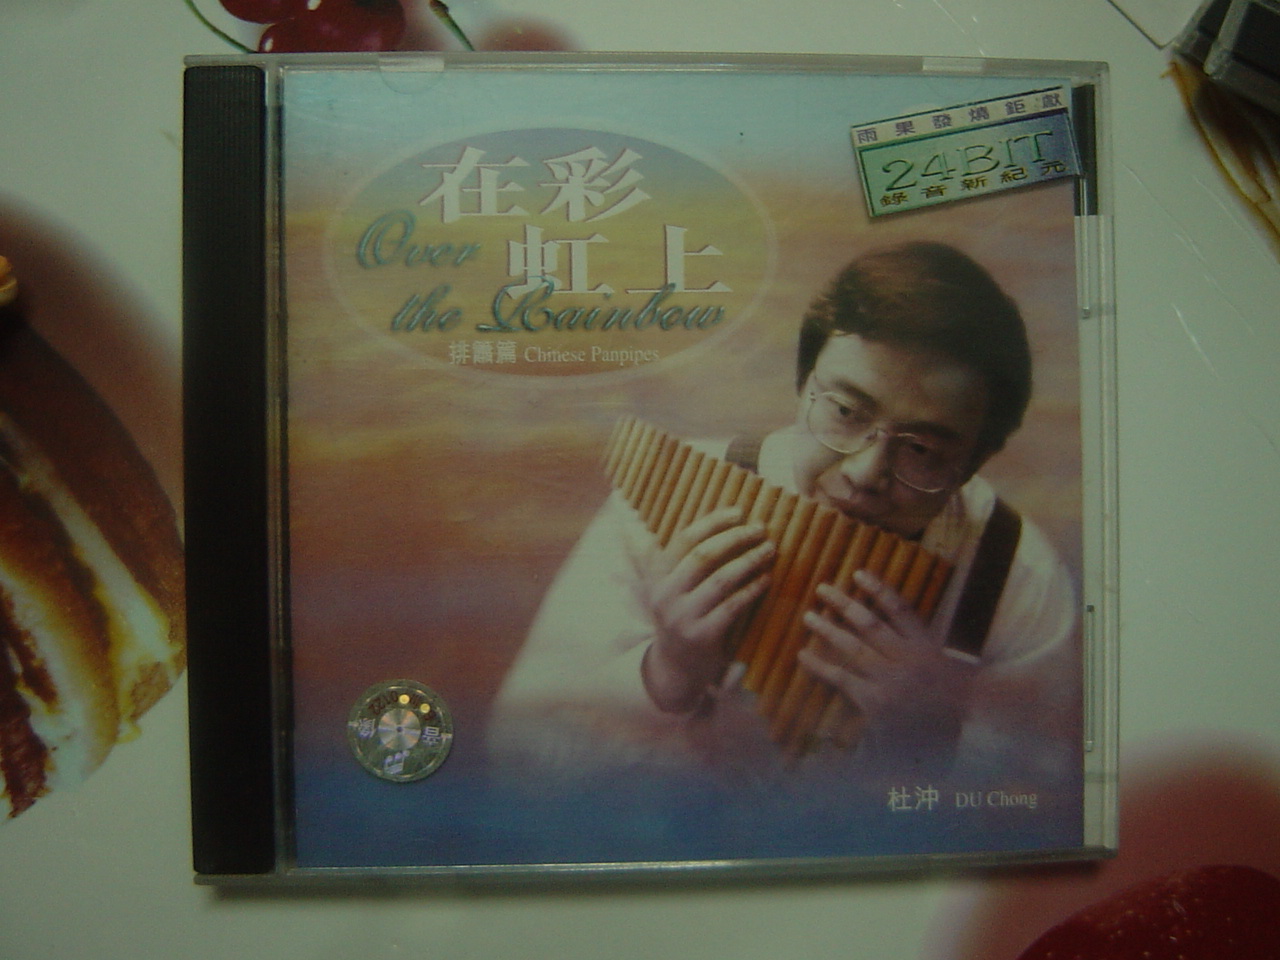 雨果發燒鉅獻
24BIT
錄音新紀元
在彩
Over
虹上
the Rainbow
排簫篇 Chinese Panpipes
杜沖 DU Chong